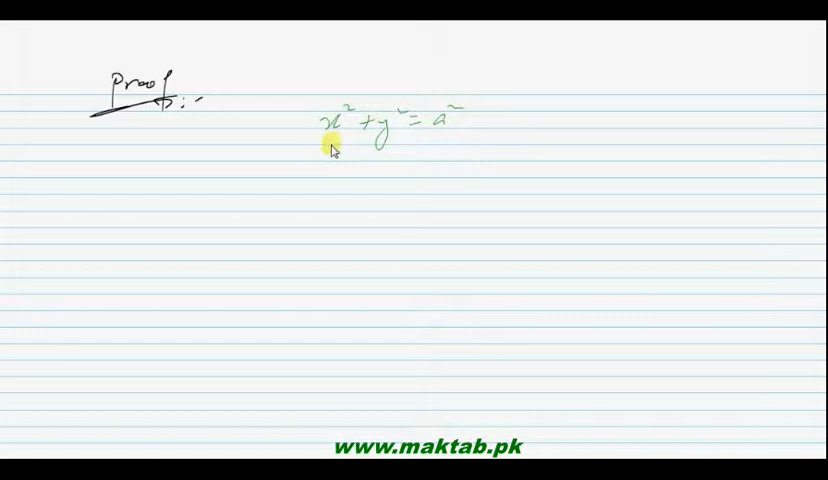 Proof :-
x² + y² = a²
www.maktab.pk